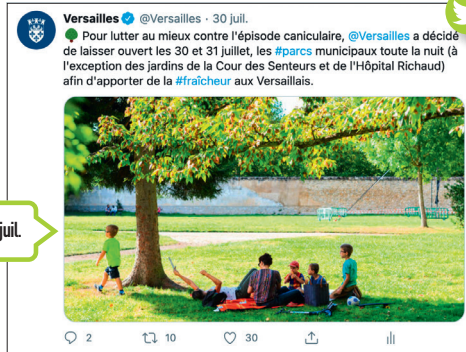 Versailles @Versailles · 30 juil.
Pour lutter au mieux contre l'épisode caniculaire, @Versailles a décidé
de laisser ouvert les 30 et 31 juillet, les #parcs municipaux toute la nuit (à
l'exception des jardins de la Cour des Senteurs et de l'Hôpital Richaud)
afin d'apporter de la #fraîcheur aux Versaillais.
juil.
2 10 30